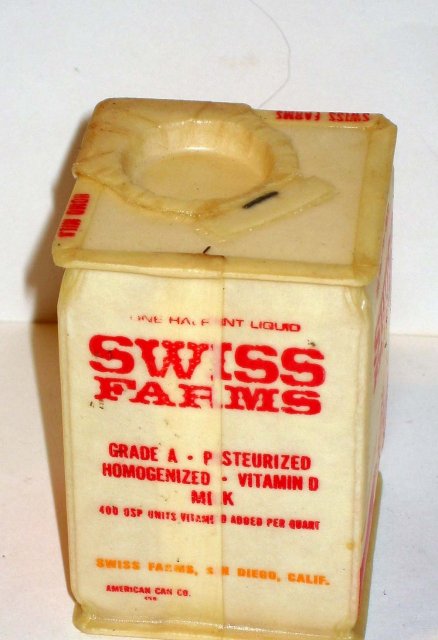 SWISS FARMS
ONE HALF PINT LIQUID
SWISS
FARMS
GRADE A • PASTEURIZED
HOMOGENIZED • VITAMIN D
MILK
400 USP UNITS VITAMIN D ADDED PER QUART
SWISS FARMS, SAN DIEGO, CALIF.
AMERICAN CAN CO.